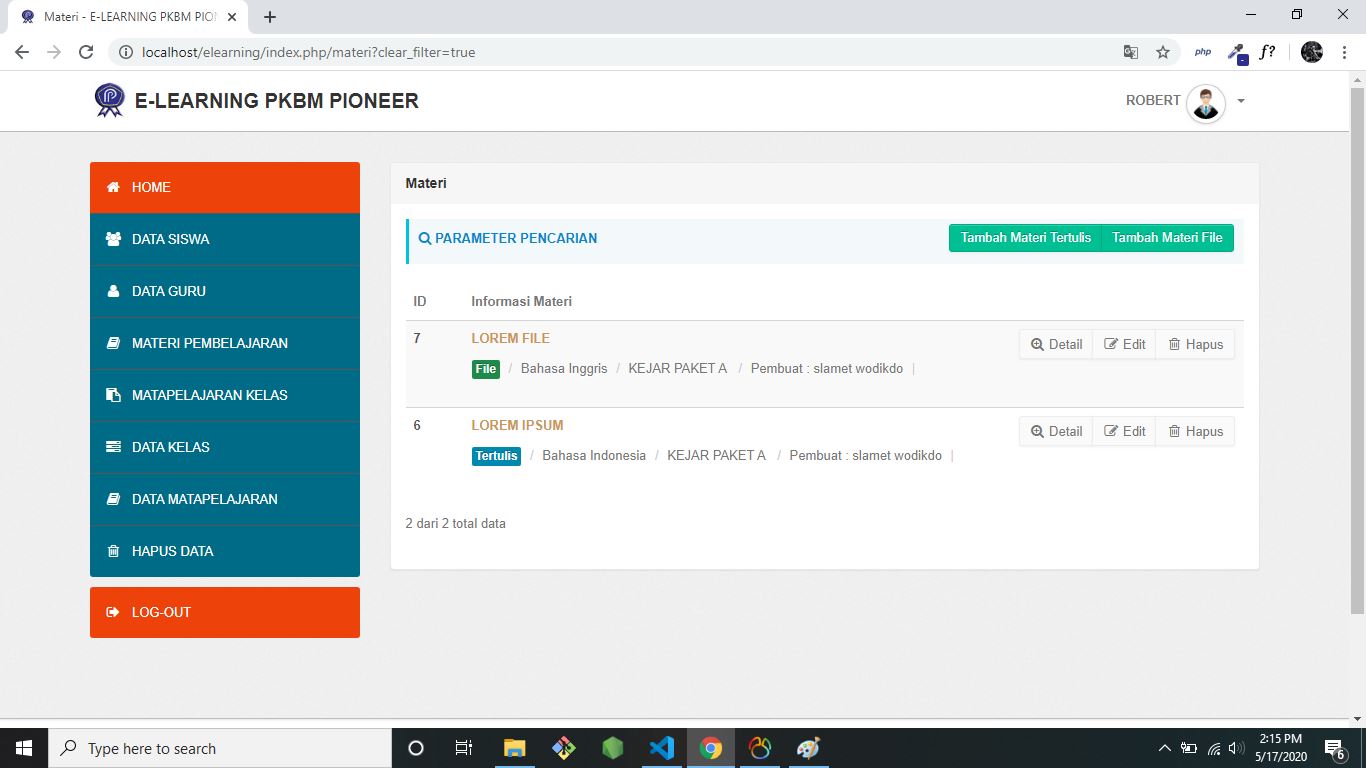 Materi - E-LEARNING PKBM PION
localhost/elearning/index.php/materi?clear_filter=true
php
-
f?
E-LEARNING PKBM PIONEER
ROBERT
HOME
DATA SISWA
DATA GURU
MATERI PEMBELAJARAN
MATAPELAJARAN KELAS
DATA KELAS
DATA MATAPELAJARAN
HAPUS DATA
LOG-OUT
Materi
PARAMETER PENCARIAN
Tambah Materi Tertulis Tambah Materi File
ID Informasi Materi
7 LOREM FILE Detail Edit Hapus
File / Bahasa Inggris / KEJAR PAKET A / Pembuat : slamet wodikdo |
6 LOREM IPSUM Detail Edit Hapus
Tertulis / Bahasa Indonesia / KEJAR PAKET A / Pembuat : slamet wodikdo |
2 dari 2 total data
Type here to search
2:15 PM
5/17/2020
6